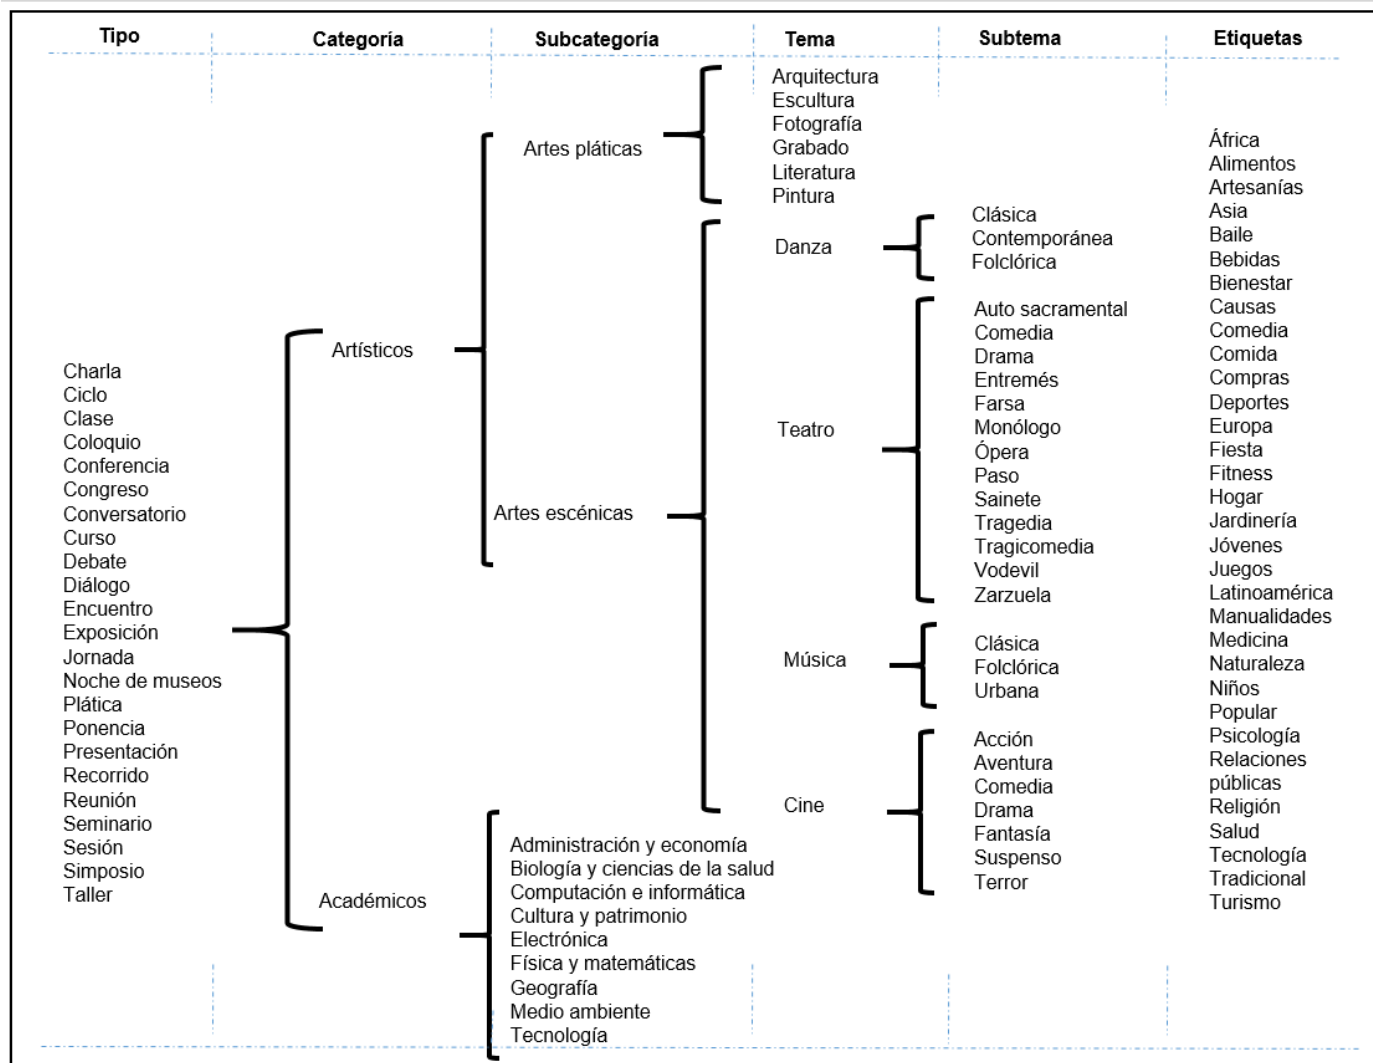 Tipo
Categoría
Subcategoría
Tema
Subtema
Etiquetas
Charla
Ciclo
Clase
Coloquio
Conferencia
Congreso
Conversatorio
Curso
Debate
Diálogo
Encuentro
Exposición
Jornada
Noche de museos
Plática
Ponencia
Presentación
Recorrido
Reunión
Seminario
Sesión
Simposio
Taller
Artísticos
Académicos
Artes pláticas
Artes escénicas
Administración y economía
Biología y ciencias de la salud
Computación e informática
Cultura y patrimonio
Electrónica
Física y matemáticas
Geografía
Medio ambiente
Tecnología
Arquitectura
Escultura
Fotografía
Grabado
Literatura
Pintura
Danza
Teatro
Música
Cine
Clásica
Contemporánea
Folclórica
Auto sacramental
Comedia
Drama
Entremés
Farsa
Monólogo
Ópera
Paso
Sainete
Tragedia
Tragicomedia
Vodevil
Zarzuela
Clásica
Folclórica
Urbana
Acción
Aventura
Comedia
Drama
Fantasía
Suspenso
Terror
África
Alimentos
Artesanías
Asia
Baile
Bebidas
Bienestar
Causas
Comedia
Comida
Compras
Deportes
Europa
Fiesta
Fitness
Hogar
Jardinería
Jóvenes
Juegos
Latinoamérica
Manualidades
Medicina
Naturaleza
Niños
Popular
Psicología
Relaciones
públicas
Religión
Salud
Tecnología
Tradicional
Turismo